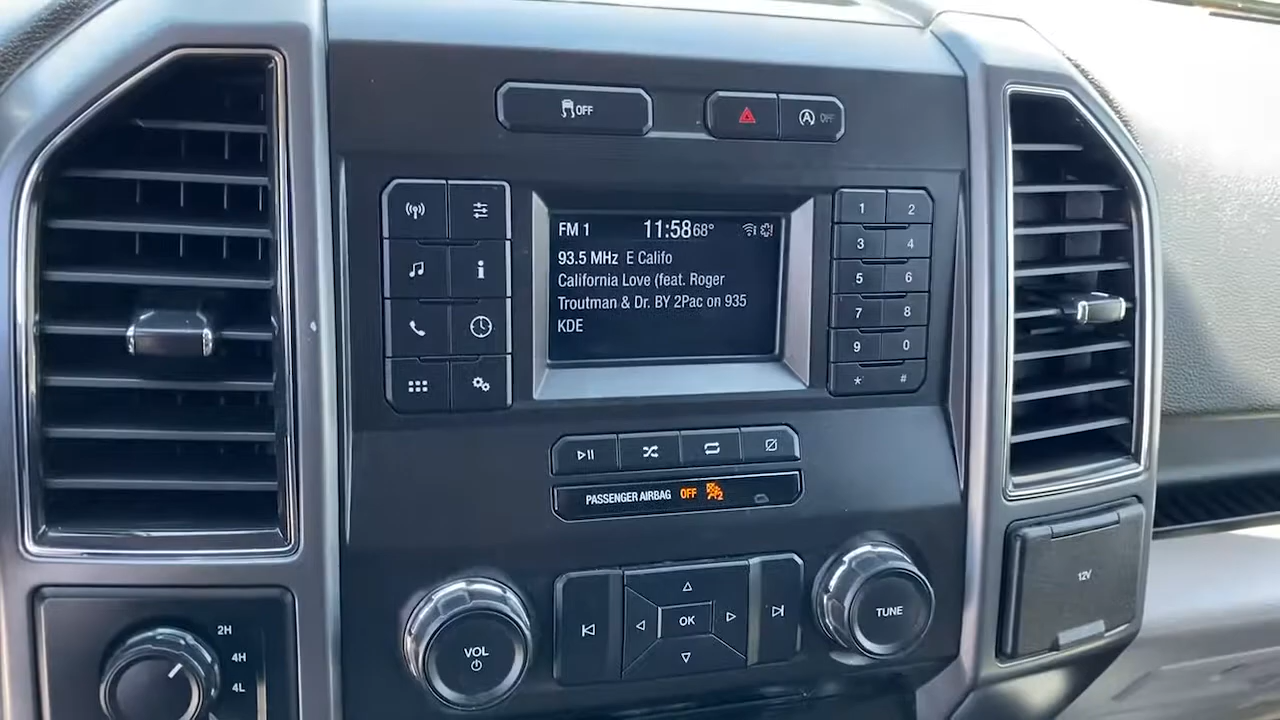 OFF
OFF
FM 1 11:58 68°
93.5 MHz E Califo
California Love (feat. Roger
Troutman & Dr. BY 2Pac on 935
KDE
1 2
3 4
5 6
7 8
9 0
* #
PASSENGER AIRBAG OFF 2
VOL
OK
TUNE
12V
2H
4H
4L